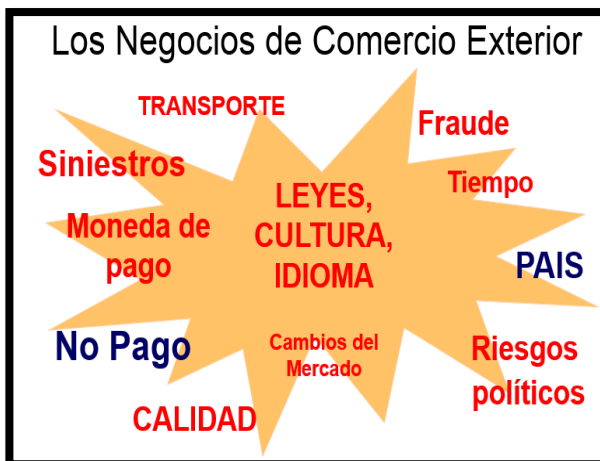 Los Negocios de Comercio Exterior
TRANSPORTE
Fraude
Siniestros
Tiempo
LEYES,
CULTURA,
IDIOMA
Moneda de
pago
PAIS
No Pago
Cambios del
Mercado
Riesgos
políticos
CALIDAD